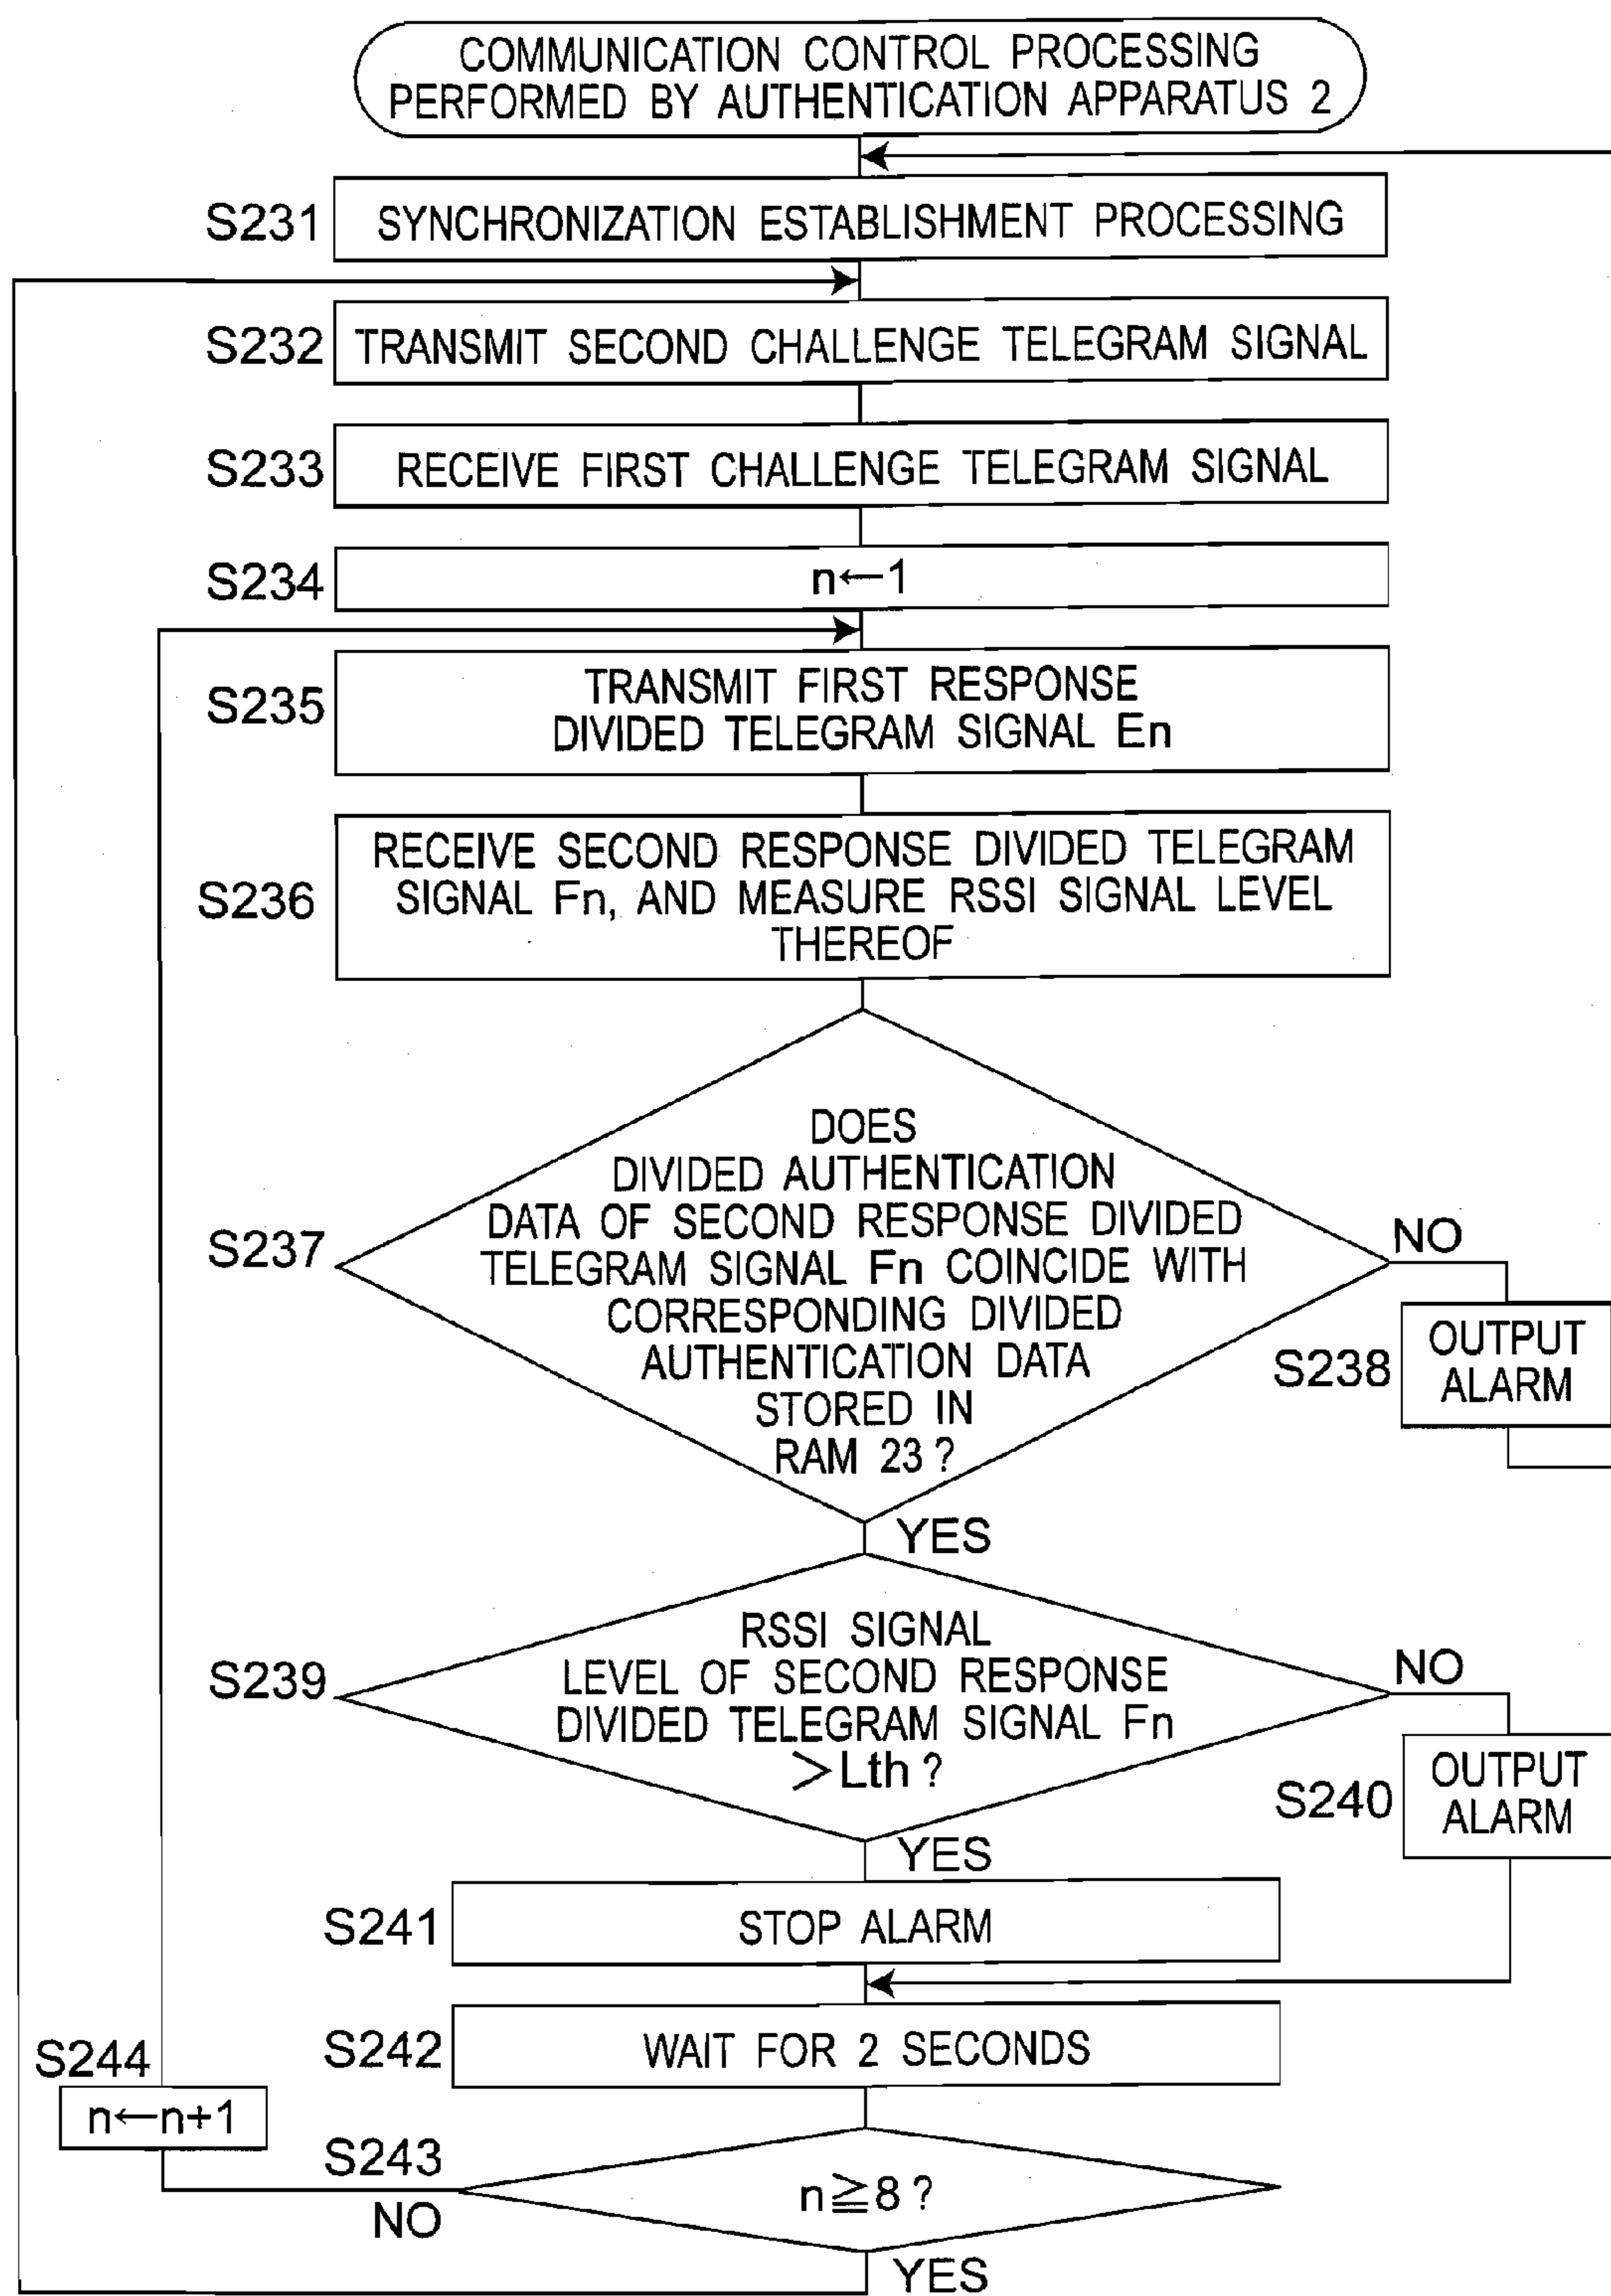 COMMUNICATION CONTROL PROCESSING
PERFORMED BY AUTHENTICATION APPARATUS 2
S231
SYNCHRONIZATION ESTABLISHMENT PROCESSING
S232
TRANSMIT SECOND CHALLENGE TELEGRAM SIGNAL
S233
RECEIVE FIRST CHALLENGE TELEGRAM SIGNAL
S234
n←1
S235
TRANSMIT FIRST RESPONSE
DIVIDED TELEGRAM SIGNAL En
S236
RECEIVE SECOND RESPONSE DIVIDED TELEGRAM
SIGNAL Fn, AND MEASURE RSSI SIGNAL LEVEL
THEREOF
S237
DOES
DIVIDED AUTHENTICATION
DATA OF SECOND RESPONSE DIVIDED
TELEGRAM SIGNAL Fn COINCIDE WITH
CORRESPONDING DIVIDED
AUTHENTICATION DATA
STORED IN
RAM 23 ?
NO
S238
OUTPUT
ALARM
YES
S239
RSSI SIGNAL
LEVEL OF SECOND RESPONSE
DIVIDED TELEGRAM SIGNAL Fn
>Lth ?
NO
S240
OUTPUT
ALARM
YES
S241
STOP ALARM
S242
WAIT FOR 2 SECONDS
S244
n←n+1
S243
n≧8 ?
NO
YES